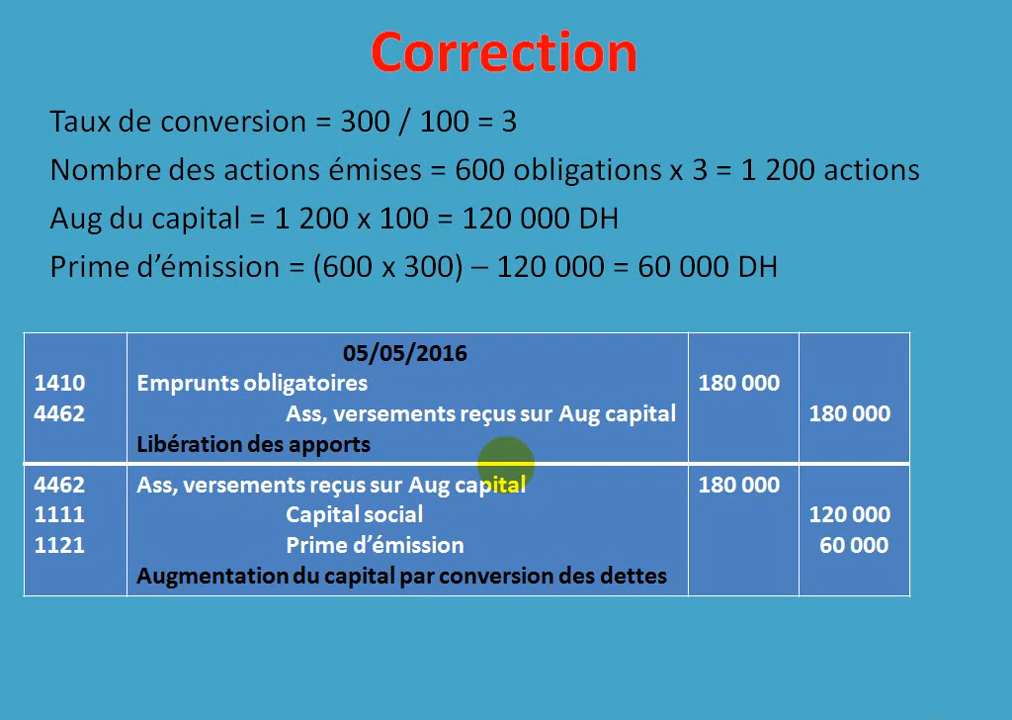 Correction
Taux de conversion = 300 / 100 = 3
Nombre des actions émises = 600 obligations x 3 = 1 200 actions
Aug du capital = 1 200 x 100 = 120 000 DH
Prime d’émission = (600 x 300) – 120 000 = 60 000 DH
05/05/2016
1410 Emprunts obligatoires 180 000
4462 Ass, versements reçus sur Aug capital 180 000
Libération des apports
4462 Ass, versements reçus sur Aug capital 180 000
1111 Capital social 120 000
1121 Prime d’émission 60 000
Augmentation du capital par conversion des dettes